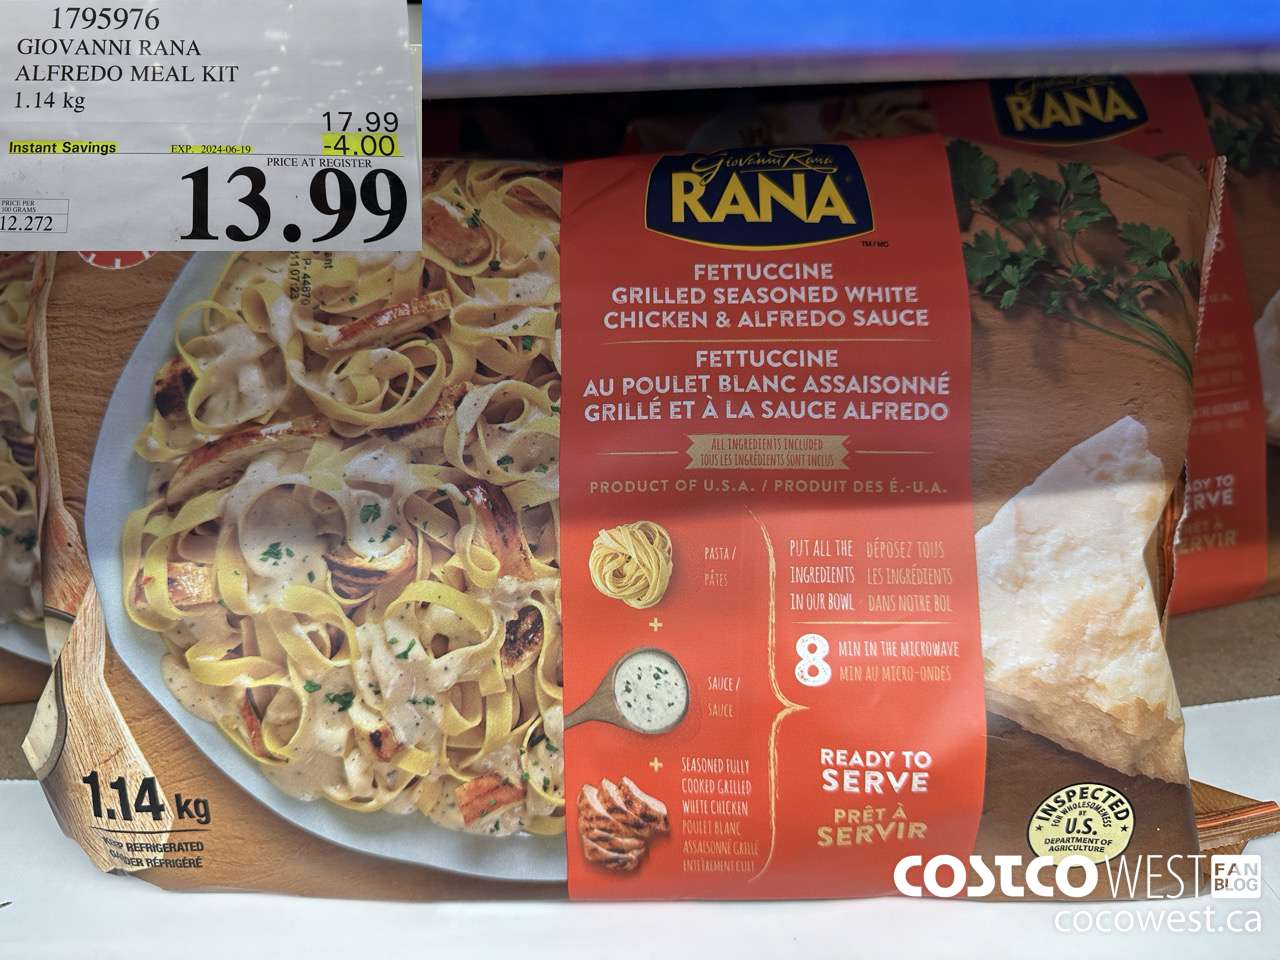 1795976
GIOVANNI RANA
ALFREDO MEAL KIT
1.14 kg
17.99
Instant Savings EXP. 2024-06-19 -4.00
PRICE AT REGISTER
13.99
PRICE PER
100 GRAMS
12.272
Giovanni Rana
RANA
TM/MC
RANA
FETTUCCINE
GRILLED SEASONED WHITE
CHICKEN & ALFREDO SAUCE
FETTUCCINE
AU POULET BLANC ASSAISONNÉ
GRILLÉ ET À LA SAUCE ALFREDO
ALL INGREDIENTS INCLUDED
TOUS LES INGRÉDIENTS SONT INCLUS
PRODUCT OF U.S.A. / PRODUIT DES É.-U.A.
PASTA /
PÂTES
+
SAUCE /
SAUCE
+
SEASONED FULLY
COOKED GRILLED
WHITE CHICKEN
POULET BLANC
ASSAISONNÉ GRILLÉ
ENTIÈREMENT CUIT
PUT ALL THE
INGREDIENTS
IN OUR BOWL
DÉPOSEZ TOUS
LES INGRÉDIENTS
DANS NOTRE BOL
8 MIN IN THE MICROWAVE
MIN AU MICRO-ONDES
READY TO
SERVE
PRÊT À
SERVIR
1.14 kg
KEEP REFRIGERATED
GARDER RÉFRIGÉRÉ
INSPECTED
FOR WHOLESOMENESS
BY
U.S.
DEPARTMENT OF
AGRICULTURE
COSTCO WEST FAN BLOG
cocowest.ca